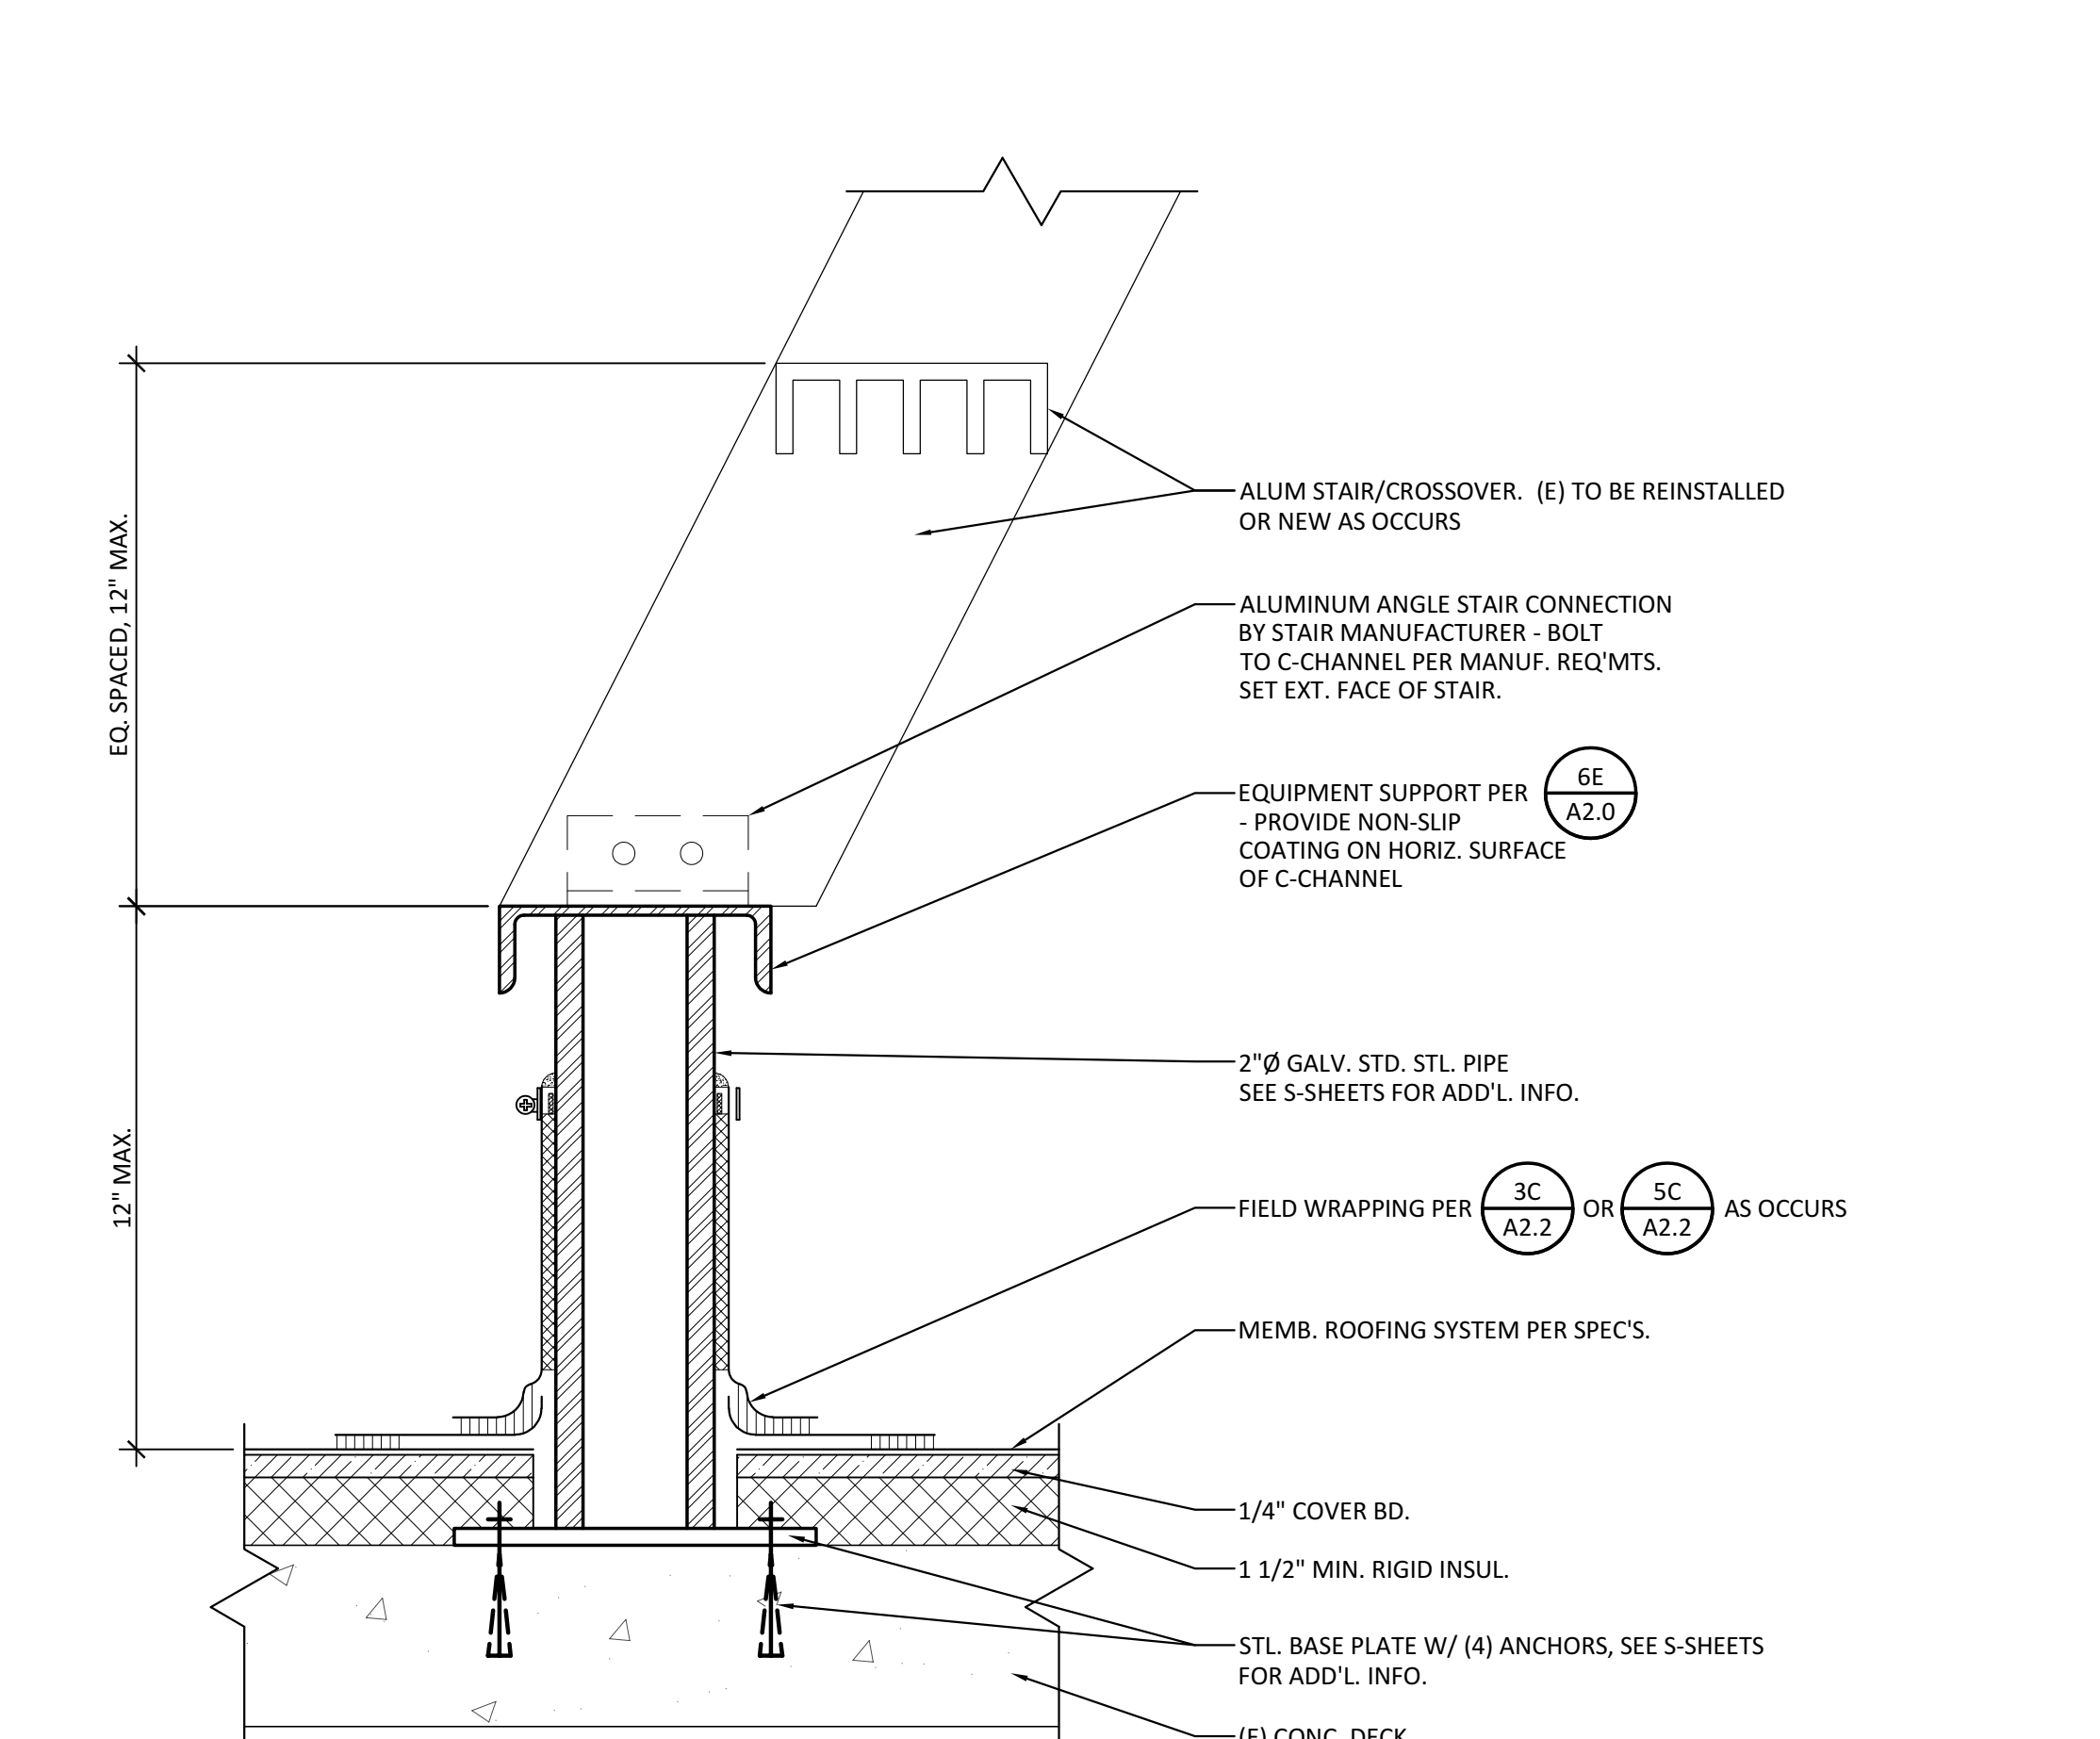 ALUM STAIR/CROSSOVER. (E) TO BE REINSTALLED
OR NEW AS OCCURS
ALUMINUM ANGLE STAIR CONNECTION
BY STAIR MANUFACTURER - BOLT
TO C-CHANNEL PER MANUF. REQ'MTS.
SET EXT. FACE OF STAIR.
EQ. SPACED, 12" MAX.
EQUIPMENT SUPPORT PER
6E
A2.0
- PROVIDE NON-SLIP
COATING ON HORIZ. SURFACE
OF C-CHANNEL
2"Ø GALV. STD. STL. PIPE
SEE S-SHEETS FOR ADD'L. INFO.
12" MAX.
FIELD WRAPPING PER
3C
A2.2
OR
5C
A2.2
AS OCCURS
MEMB. ROOFING SYSTEM PER SPEC'S.
1/4" COVER BD.
1 1/2" MIN. RIGID INSUL.
STL. BASE PLATE W/ (4) ANCHORS, SEE S-SHEETS
FOR ADD'L. INFO.
(E) CONC. DECK